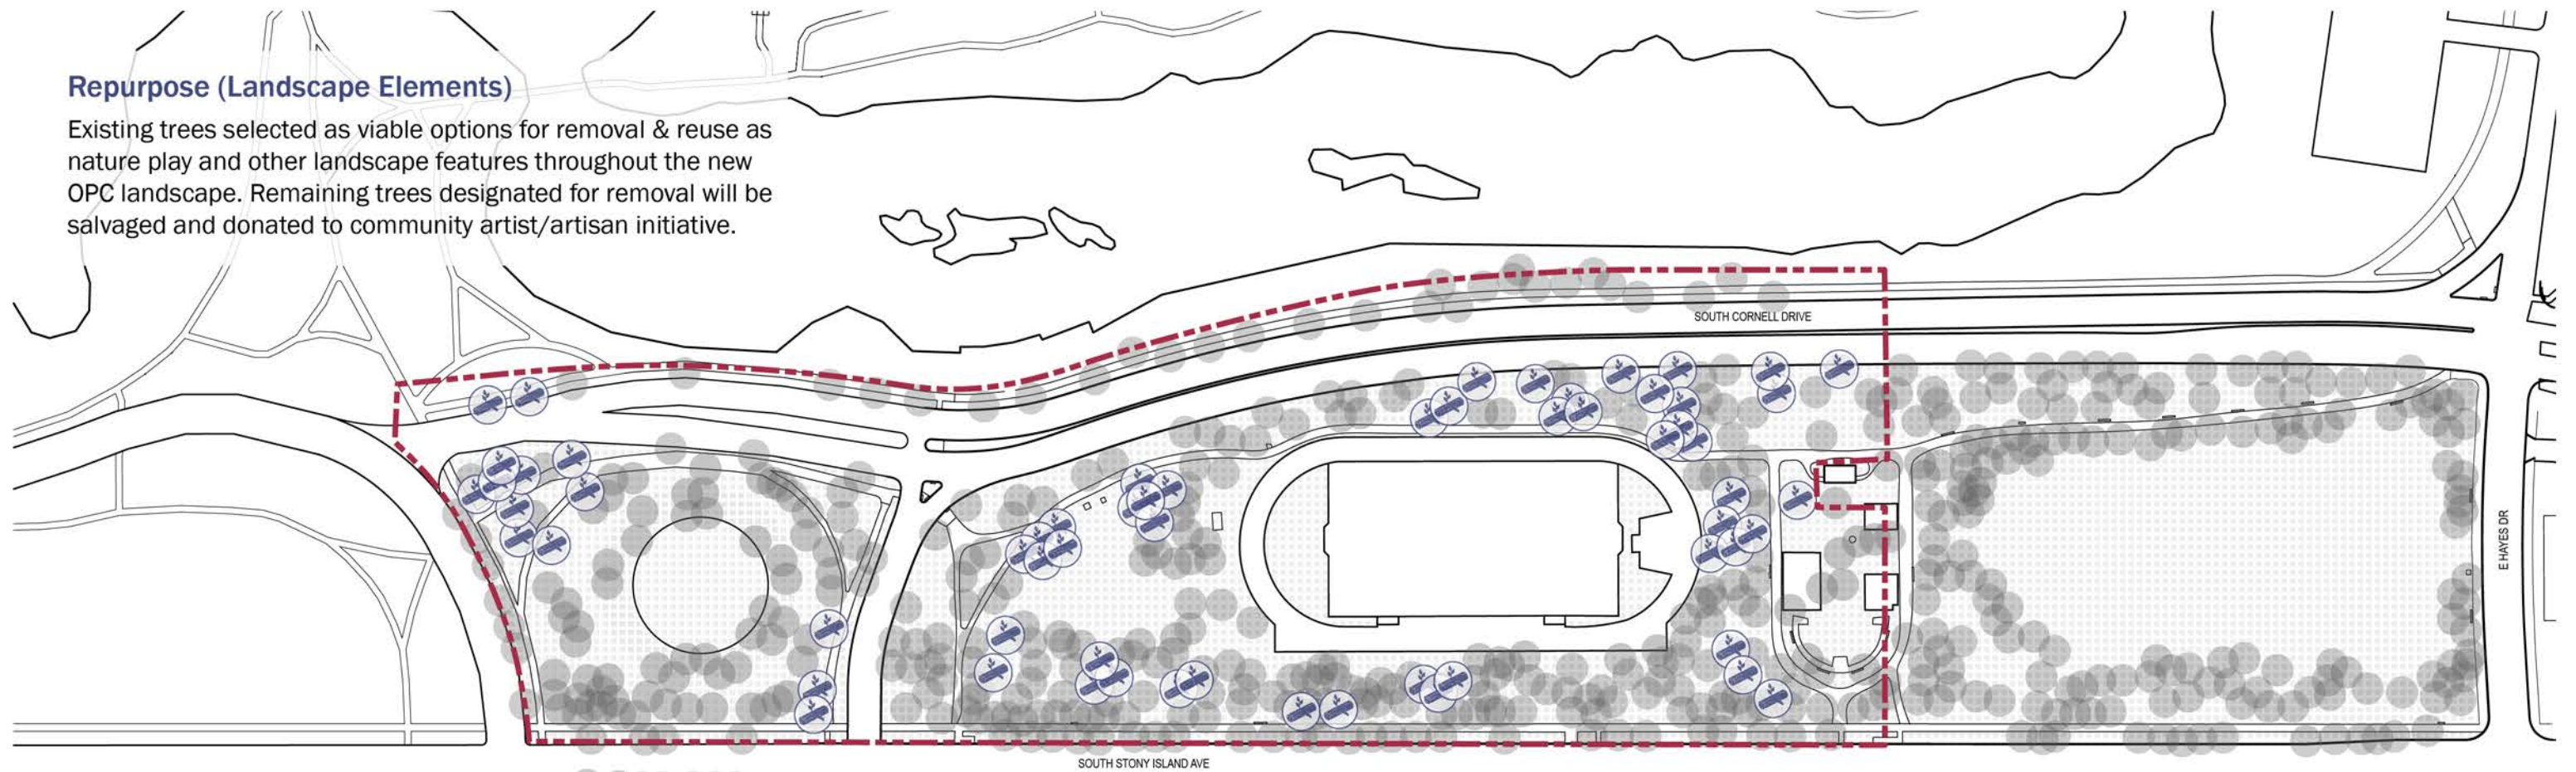 Repurpose (Landscape Elements)
Existing trees selected as viable options for removal & reuse as
nature play and other landscape features throughout the new
OPC landscape. Remaining trees designated for removal will be
salvaged and donated to community artist/artisan initiative.
SOUTH CORNELL DRIVE
E HAYES DR
SOUTH STONY ISLAND AVE